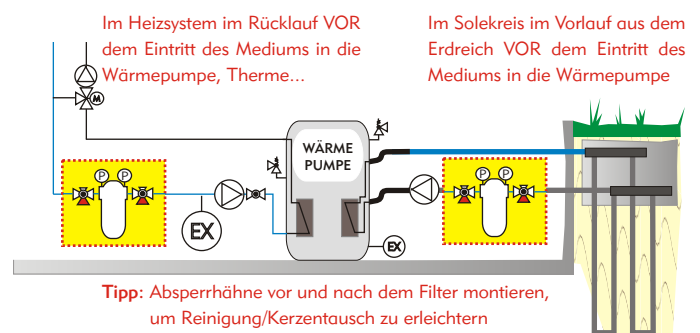 Im Heizsystem im Rücklauf VOR
dem Eintritt des Mediums in die
Wärmepumpe, Therme...
Im Solekreis im Vorlauf aus dem
Erdreich VOR dem Eintritt des
Mediums in die Wärmepumpe
M
WÄRME
PUMPE
P P
P P
EX
EX
Tipp: Absperrhähne vor und nach dem Filter montieren,
um Reinigung/Kerzentausch zu erleichtern